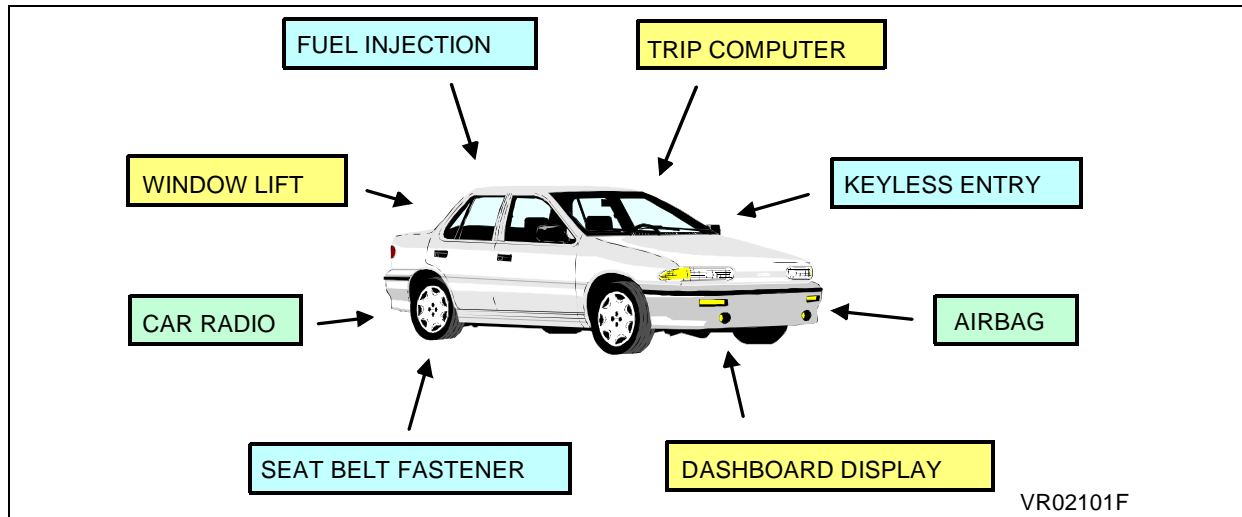 FUEL INJECTION
TRIP COMPUTER
WINDOW LIFT
KEYLESS ENTRY
CAR RADIO
AIRBAG
SEAT BELT FASTENER
DASHBOARD DISPLAY
VR02101F